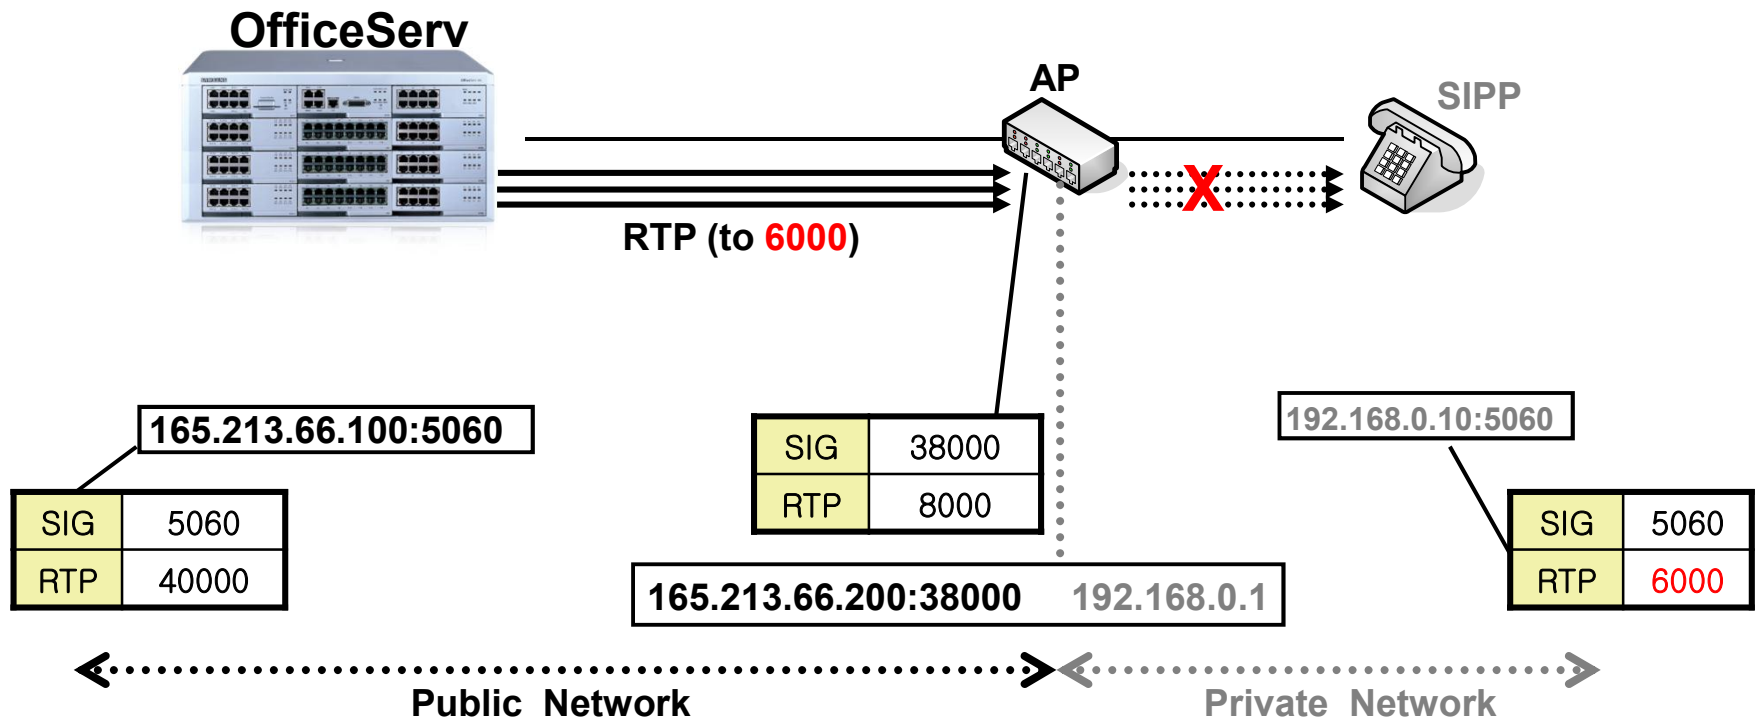 OfficeServ
AP
SIPP
RTP (to 6000)
165.213.66.100:5060
SIG 5060
RTP 40000
SIG 38000
RTP 8000
165.213.66.200:38000 192.168.0.1
192.168.0.10:5060
SIG 5060
RTP 6000
Public Network
Private Network